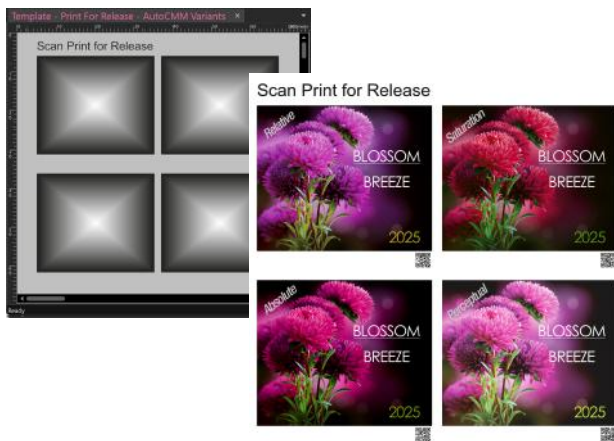 Template - Print For Release - AutoCMM Variants ×
Scan Print for Release
Ready
Scan Print for Release
Relative
BLOSSOM
BREEZE
2025
Saturation
BLOSSOM
BREEZE
2025
Absolute
BLOSSOM
BREEZE
2025
Perceptual
BLOSSOM
BREEZE
2025